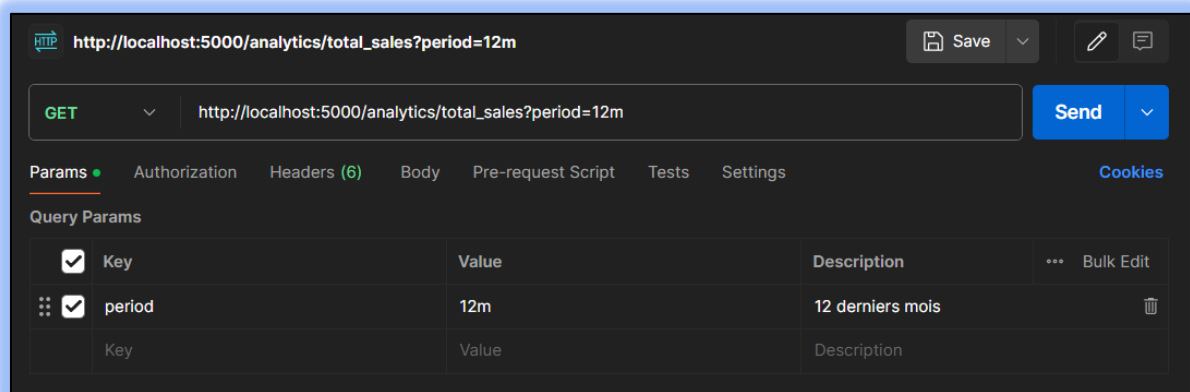 HTTP http://localhost:5000/analytics/total_sales?period=12m Save
GET http://localhost:5000/analytics/total_sales?period=12m Send
Params Authorization Headers (6) Body Pre-request Script Tests Settings Cookies
Query Params
Key Value Description Bulk Edit
period 12m 12 derniers mois
Key Value Description